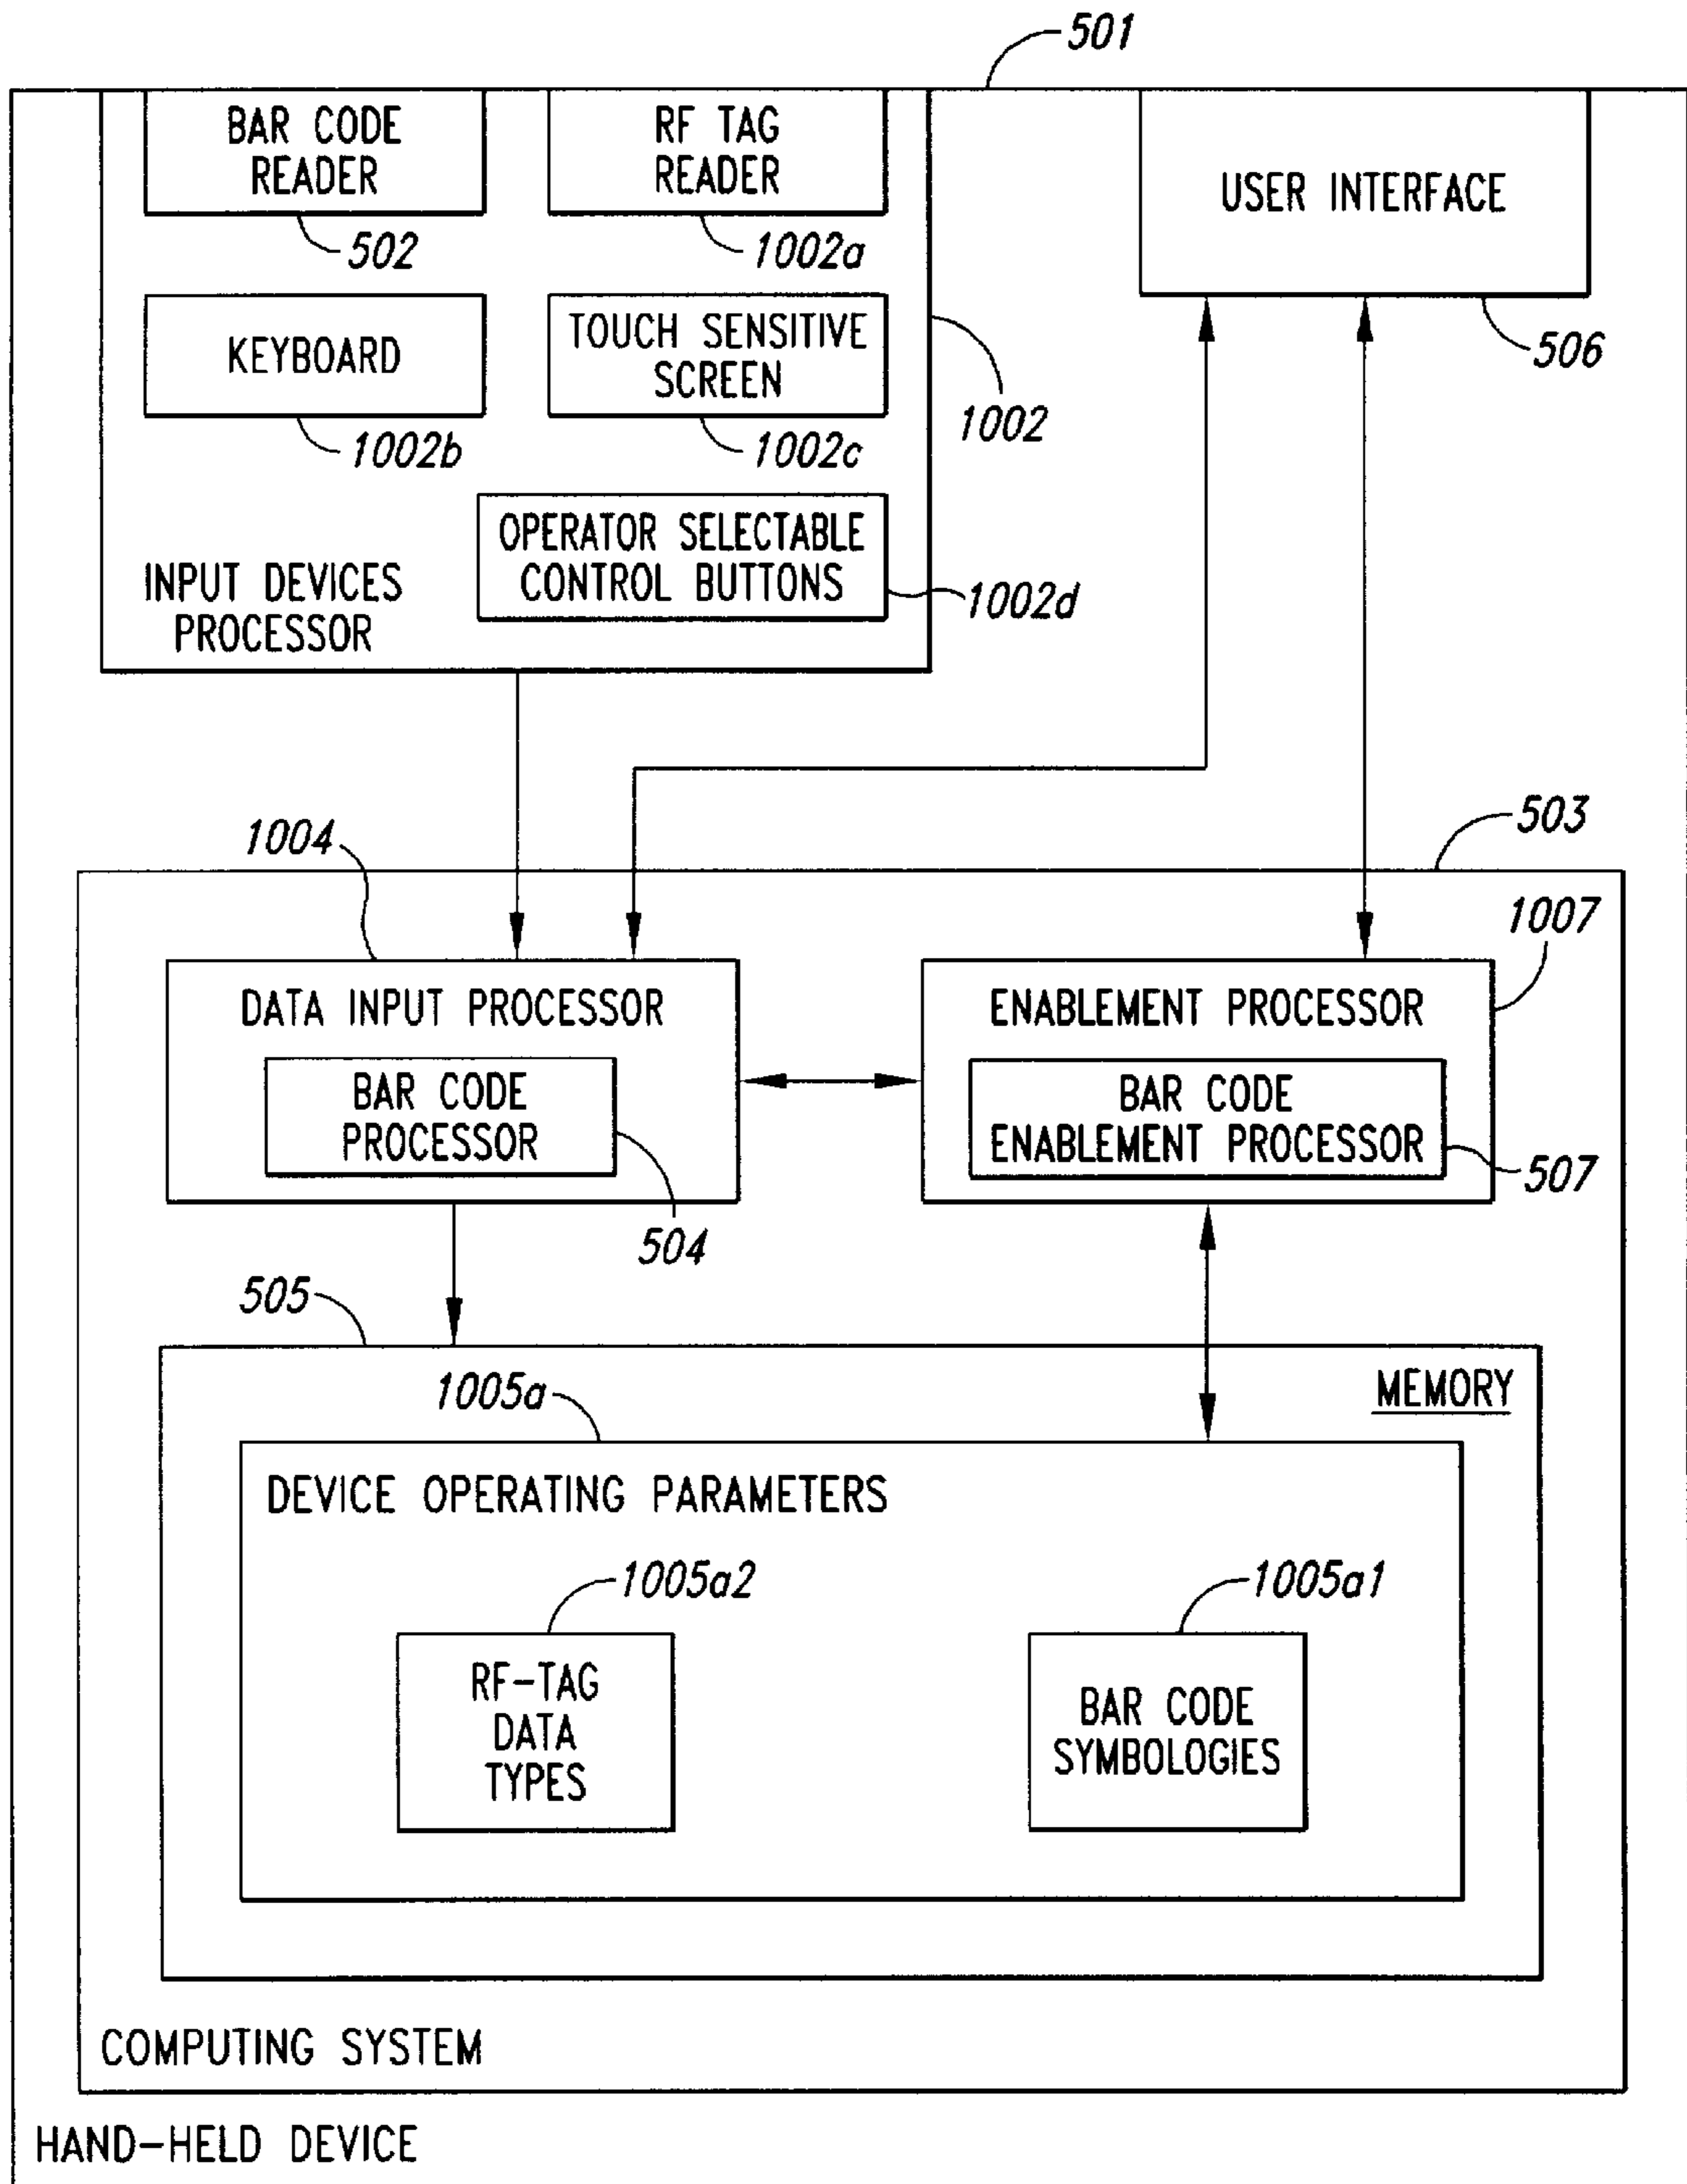 501
BAR CODE
READER
RF TAG
READER
USER INTERFACE
502
1002a
506
KEYBOARD
TOUCH SENSITIVE
SCREEN
1002
1002b
1002c
OPERATOR SELECTABLE
CONTROL BUTTONS
1002d
INPUT DEVICES
PROCESSOR
503
1004
1007
DATA INPUT PROCESSOR
ENABLEMENT PROCESSOR
BAR CODE
PROCESSOR
BAR CODE
ENABLEMENT PROCESSOR
504
507
505
MEMORY
1005a
DEVICE OPERATING PARAMETERS
1005a2
1005a1
RF-TAG
DATA
TYPES
BAR CODE
SYMBOLOGIES
COMPUTING SYSTEM
HAND-HELD DEVICE